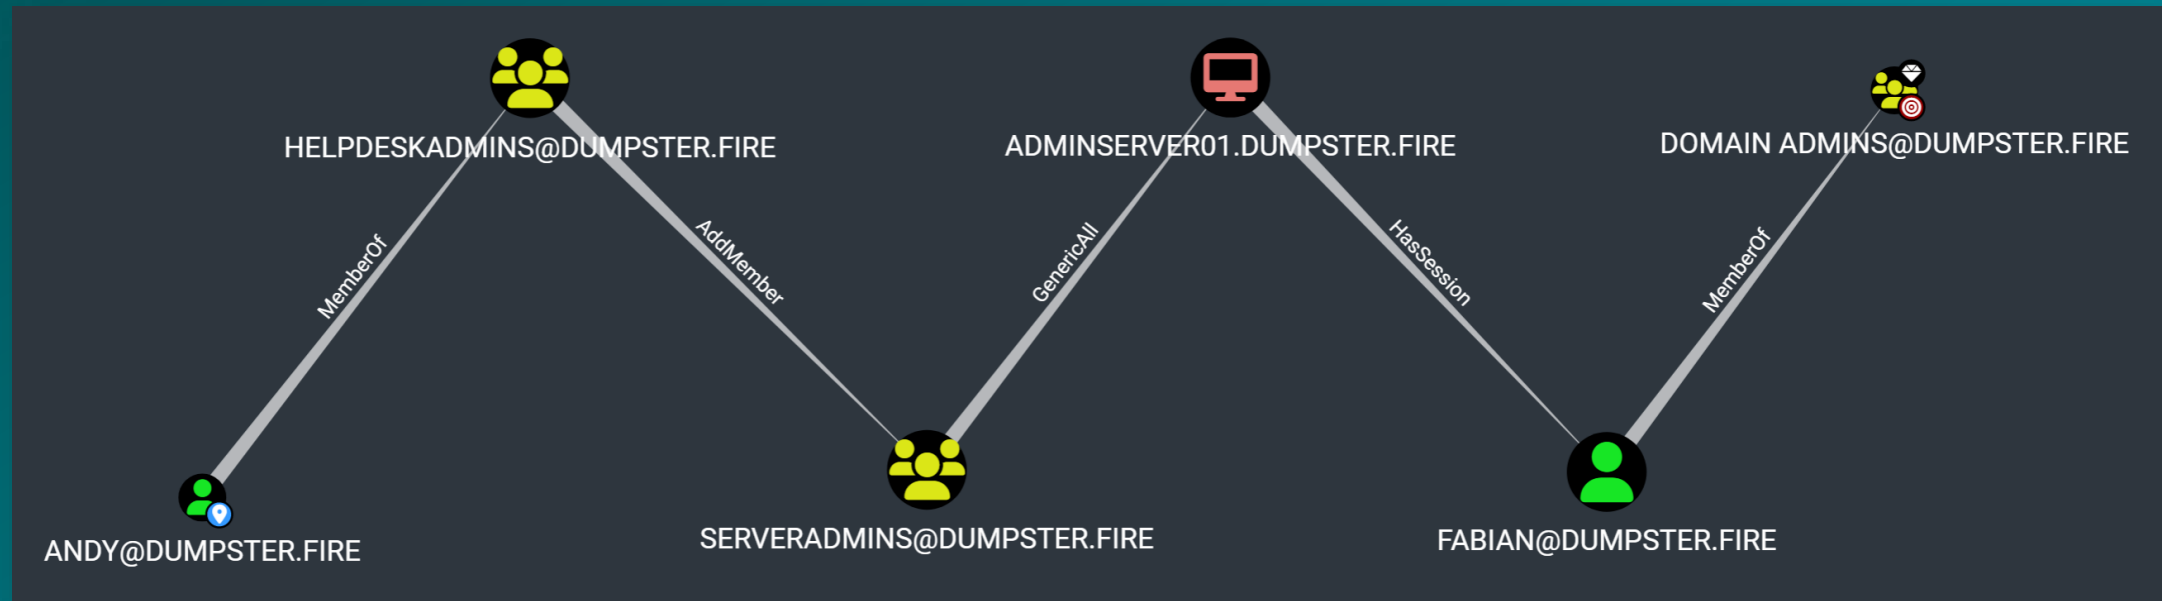 HELPDESKADMINS@DUMPSTER.FIRE
ADMINSERVER01.DUMPSTER.FIRE
DOMAIN ADMINS@DUMPSTER.FIRE
MemberOf
AddMember
GenericAll
HasSession
MemberOf
ANDY@DUMPSTER.FIRE
SERVERADMINS@DUMPSTER.FIRE
FABIAN@DUMPSTER.FIRE